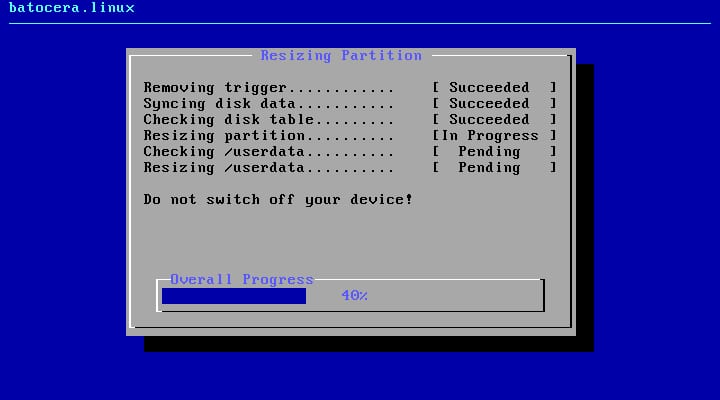 batocera.linux
Resizing Partition
Removing trigger............ [ Succeeded ]
Syncing disk data........... [ Succeeded ]
Checking disk table......... [ Succeeded ]
Resizing partition.......... [In Progress ]
Checking /userdata.......... [ Pending ]
Resizing /userdata.......... [ Pending ]
Do not switch off your device!
Overall Progress
40%